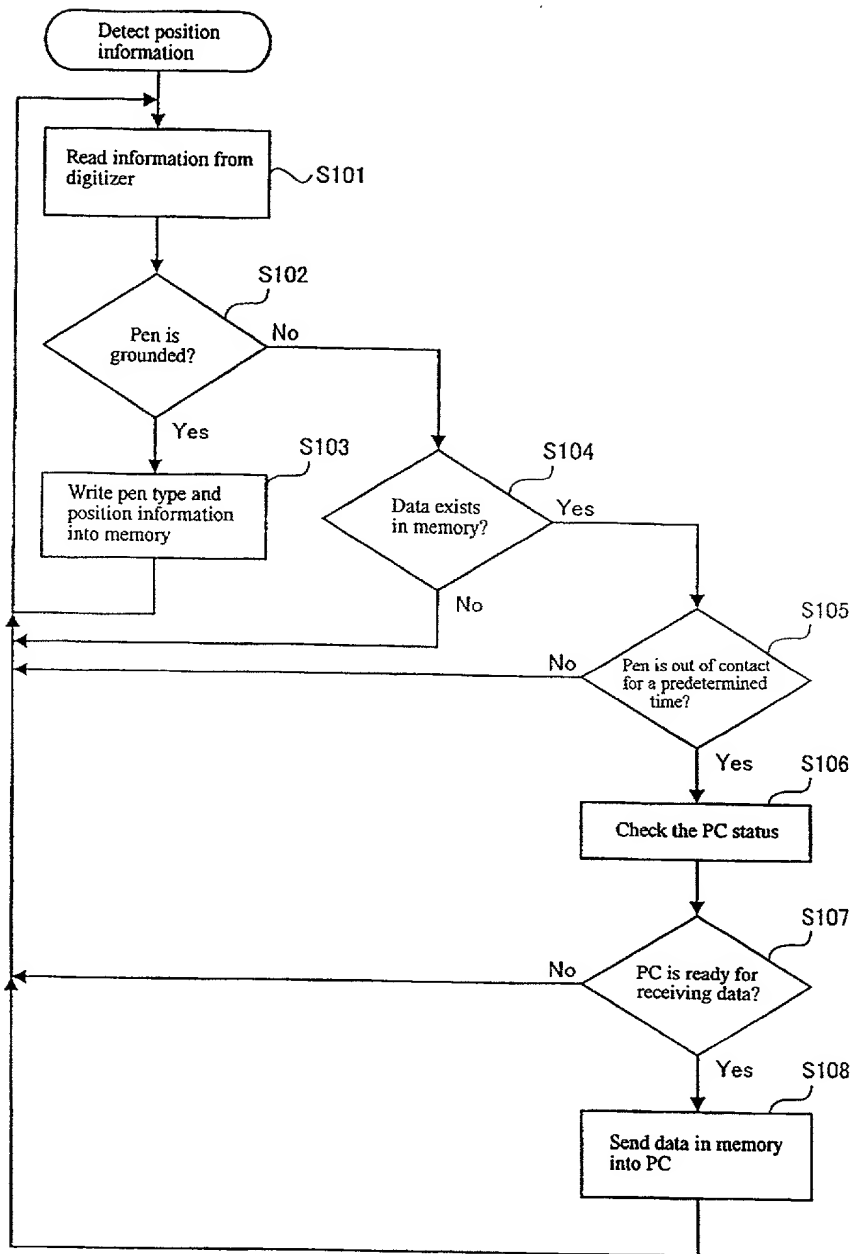 Detect position
information
Read information from
digitizer
S101
S102
Pen is
grounded?
No
Yes
S103
Write pen type and
position information
into memory
S104
Data exists
in memory?
Yes
No
S105
Pen is out of contact
for a predetermined
time?
No
Yes
S106
Check the PC status
S107
PC is ready for
receiving data?
No
Yes
S108
Send data in memory
into PC